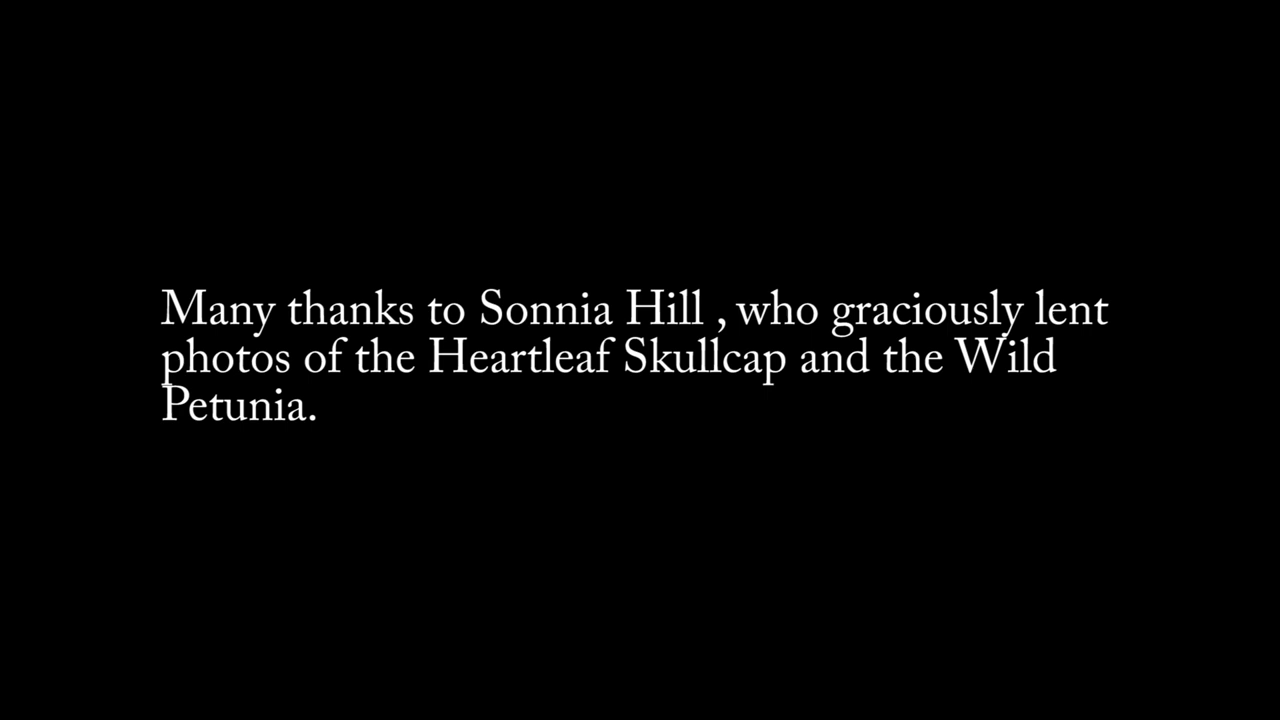 Many thanks to Sonnia Hill , who graciously lent
photos of the Heartleaf Skullcap and the Wild
Petunia.